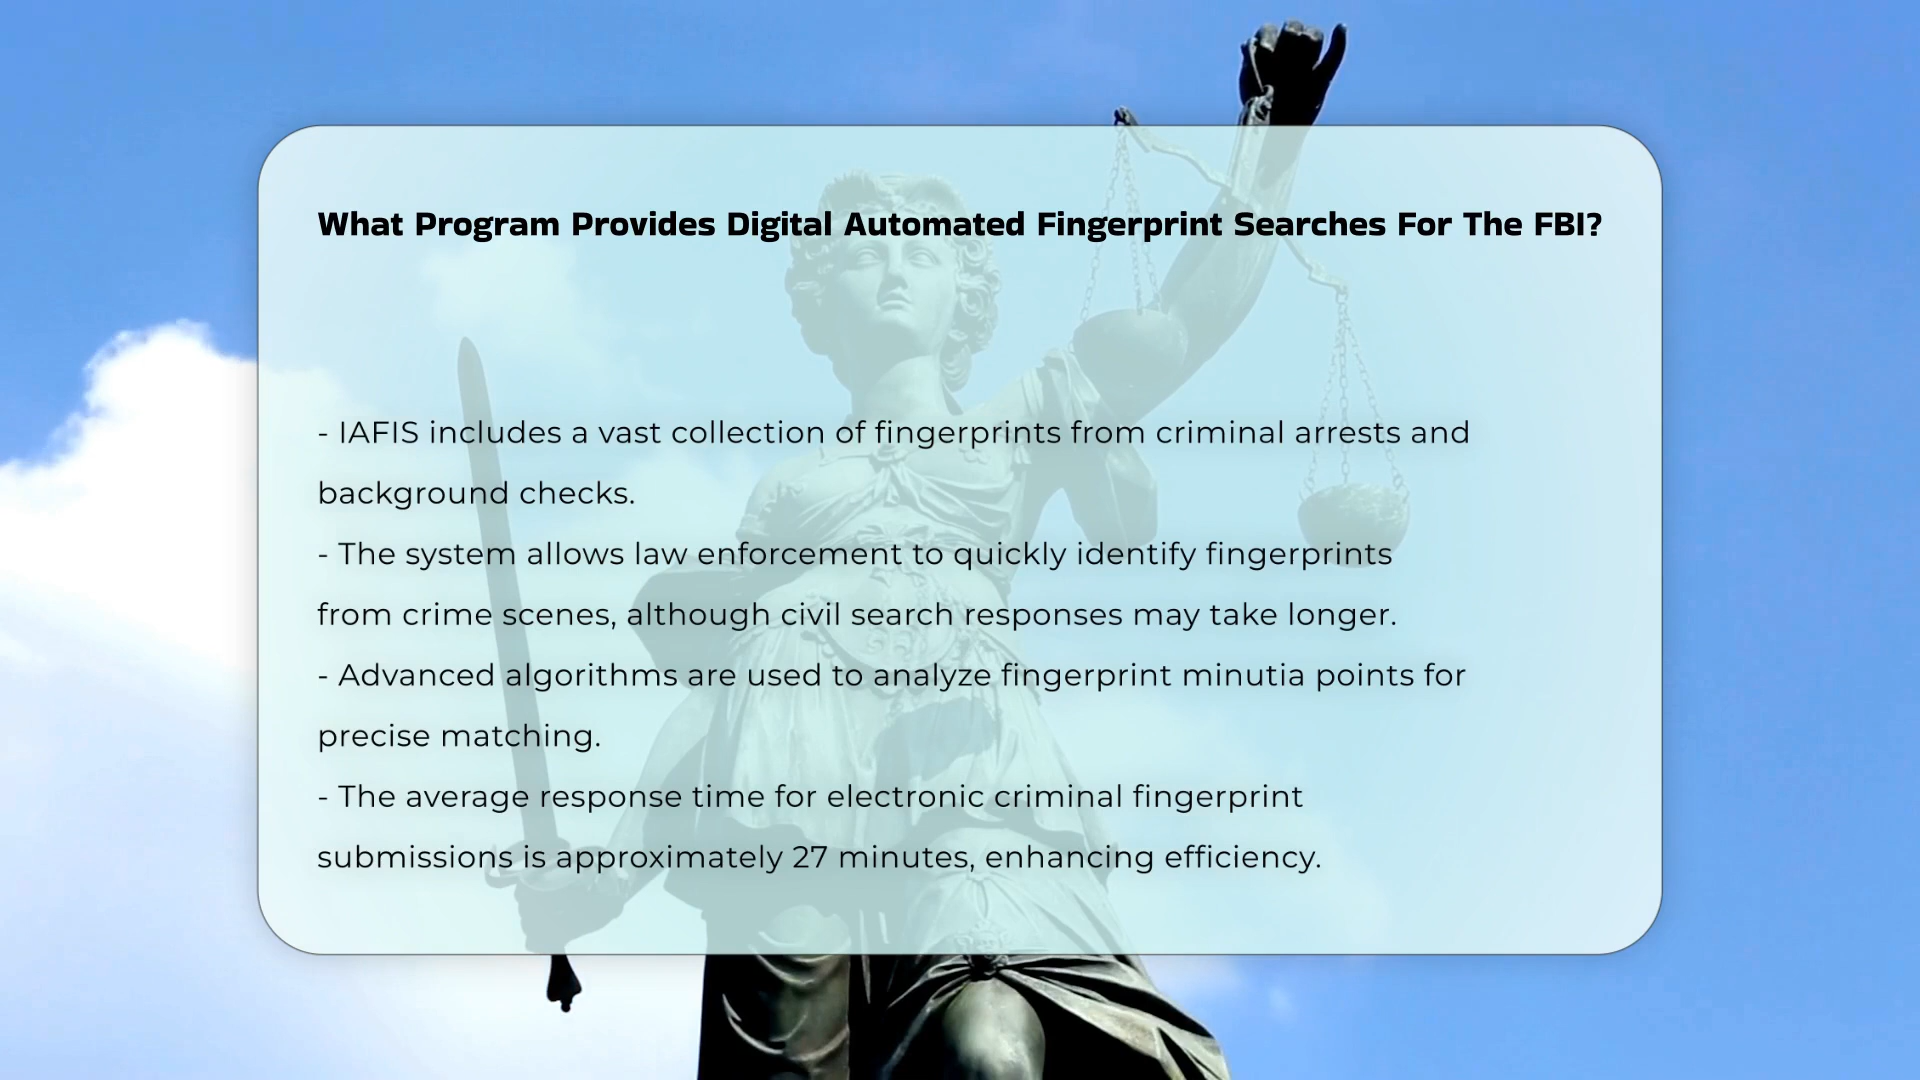 What Program Provides Digital Automated Fingerprint Searches For The FBI?
- IAFIS includes a vast collection of fingerprints from criminal arrests and
background checks.
- The system allows law enforcement to quickly identify fingerprints
from crime scenes, although civil search responses may take longer.
- Advanced algorithms are used to analyze fingerprint minutia points for
precise matching.
- The average response time for electronic criminal fingerprint
submissions is approximately 27 minutes, enhancing efficiency.